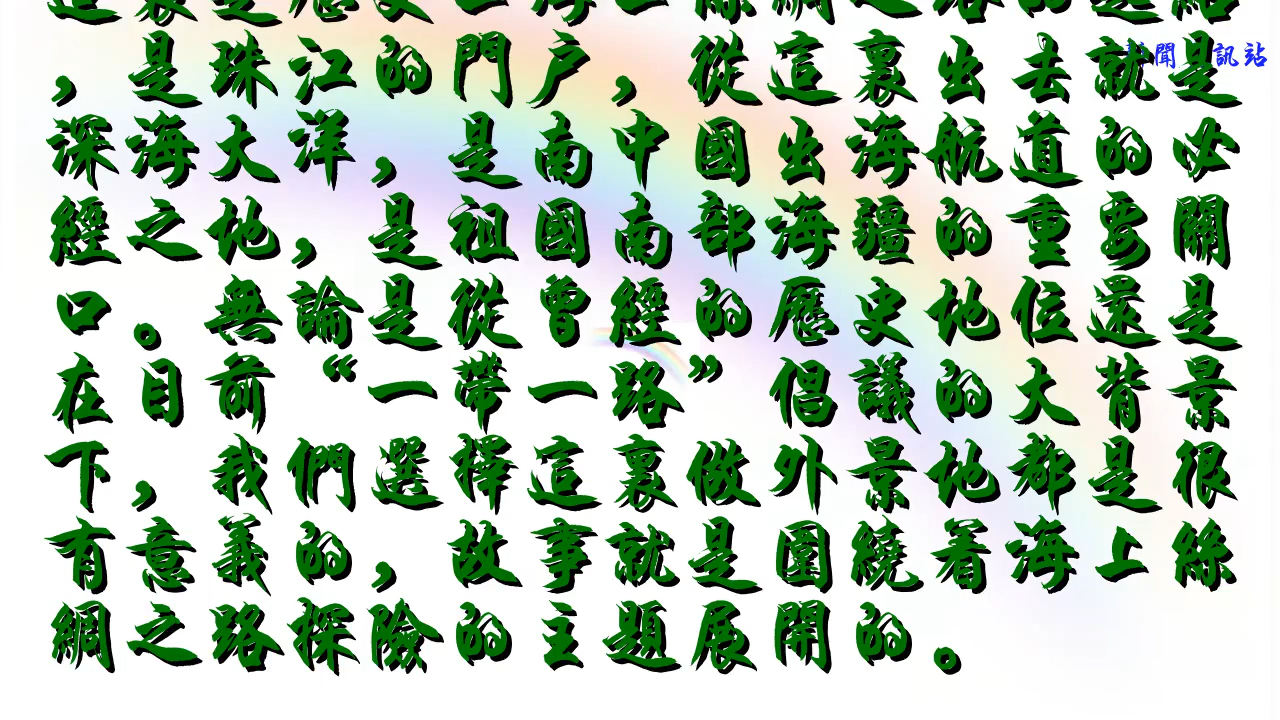 ，是珠江的門户，從這裏出去就是
深海大洋，是南中國出海航道的必
經之地，是祖國南部海疆的重要關
口。無論是從曾經的歷史地位還是
在目前“一帶一路”倡議的大背景
下，我們選擇這裏做外景地都是很
有意義的，故事就是圍繞着海上絲
綢之路探險的主題展開的。
聞 訊站